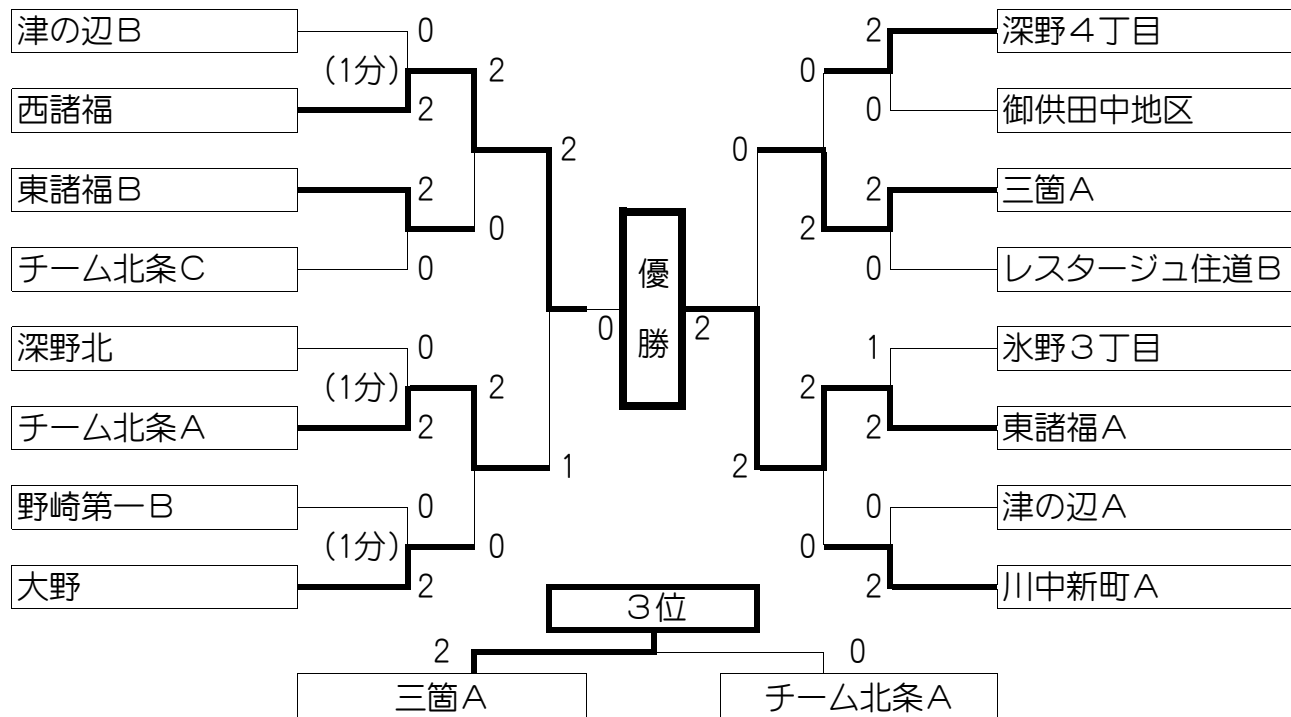 津の辺Ｂ
0
(1分)
2
西諸福
2
東諸福Ｂ
2
0
チーム北条Ｃ
0
2
深野北
0
(1分)
2
チーム北条Ａ
2
1
野崎第一Ｂ
0
(1分)
0
大野
2
0
優勝
2
2
深野４丁目
0
0
御供田中地区
0
2
三箇Ａ
2
0
レスタージュ住道Ｂ
1
氷野３丁目
2
2
東諸福Ａ
2
0
津の辺Ａ
0
2
川中新町Ａ
３位
2
0
三箇Ａ
チーム北条Ａ